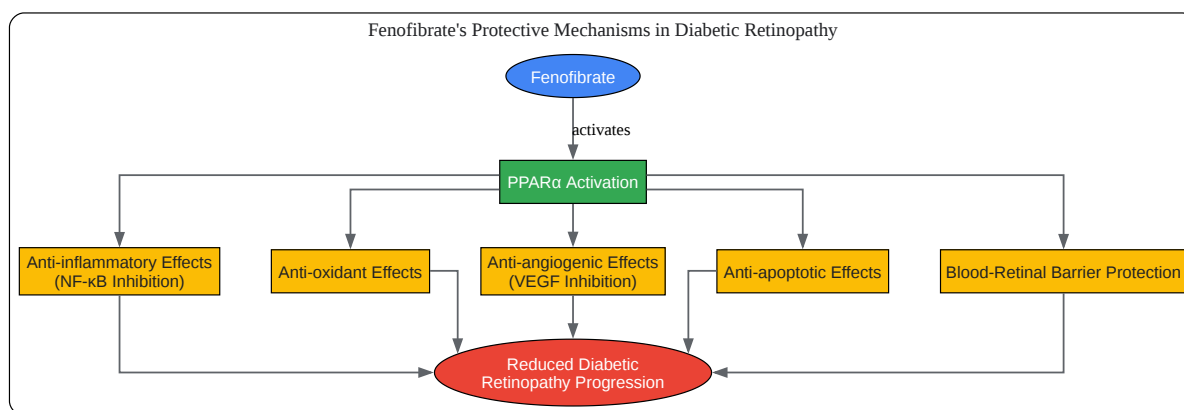 Fenofibrate's Protective Mechanisms in Diabetic Retinopathy
Fenofibrate
activates
PPARα Activation
Anti-inflammatory Effects
(NF-κB Inhibition)
Anti-oxidant Effects
Anti-angiogenic Effects
(VEGF Inhibition)
Anti-apoptotic Effects
Blood-Retinal Barrier Protection
Reduced Diabetic
Retinopathy Progression